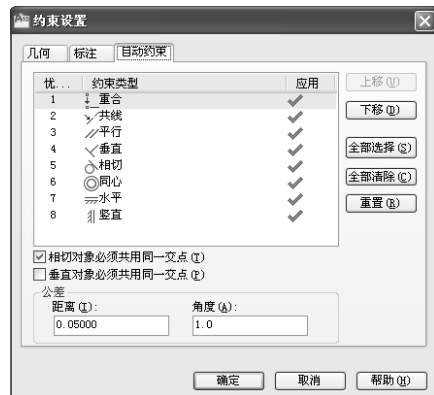 约束设置
几何 标注 自动约束
优... 约束类型 应用
1 重合
2 共线
3 平行
4 垂直
5 相切
6 同心
7 水平
8 竖直
上移(U)
下移(D)
全部选择(S)
全部清除(C)
重置(R)
相切对象必须共用同一交点(T)
垂直对象必须共用同一交点(P)
公差
距离(I): 角度(A):
0.05000 1.0
确定 取消 帮助(H)